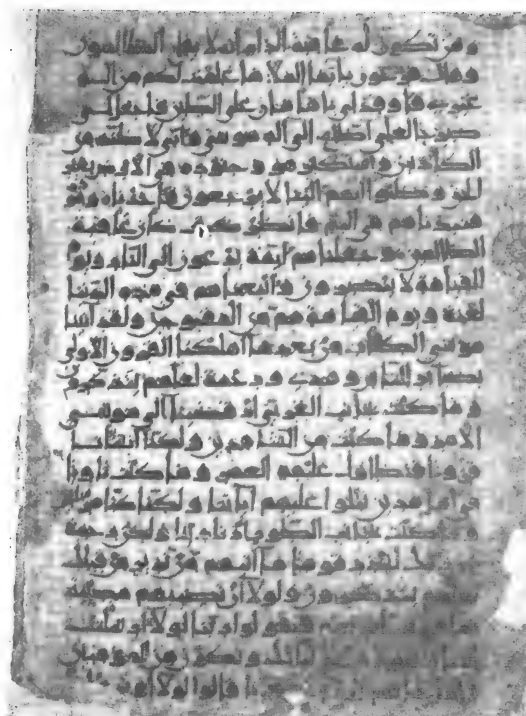 ومن تكون له عاقبة الدار انه لا يفلح الظالمون
وقال فرعون يا ايها الملا ما علمت لكم من اله
غيري فاوقد لي يا هامان على الطين فاجعل لي
صرحا لعلي اطلع الى اله موسى واني لاظنه من
الكاذبين واستكبر هو وجنوده في الارض بغير
الحق وظنوا انهم الينا لا يرجعون فاخذناه وجنوده
فنبذناهم في اليم فانظر كيف كان عاقبة
الظالمين وجعلناهم ائمة يدعون الى النار ويوم
القيامة لا ينصرون واتبعناهم في هذه الدنيا
لعنة ويوم القيامة هم من المقبوحين ولقد اتينا
موسى الكتاب من بعد ما اهلكنا القرون الاولى
بصائر للناس وهدى ورحمة لعلهم يتذكرون
وما كنت بجانب الغربي اذ قضينا الى موسى
الامر وما كنت من الشاهدين ولكنا انشانا
قرونا فتطاول عليهم العمر وما كنت ثاويا
في اهل مدين تتلوا عليهم اياتنا ولكنا كنا مرسلين
وما كنت بجانب الطور اذ نادينا ولكن رحمة
من ربك لتنذر قوما ما اتيهم من نذير من قبلك
لعلهم يتذكرون ولولا ان تصيبهم مصيبة
ايديهم فيقولوا ربنا لولا ارسلت
الينا اياتك ونكون من المومنين
عندنا قالوا لولا اوتي